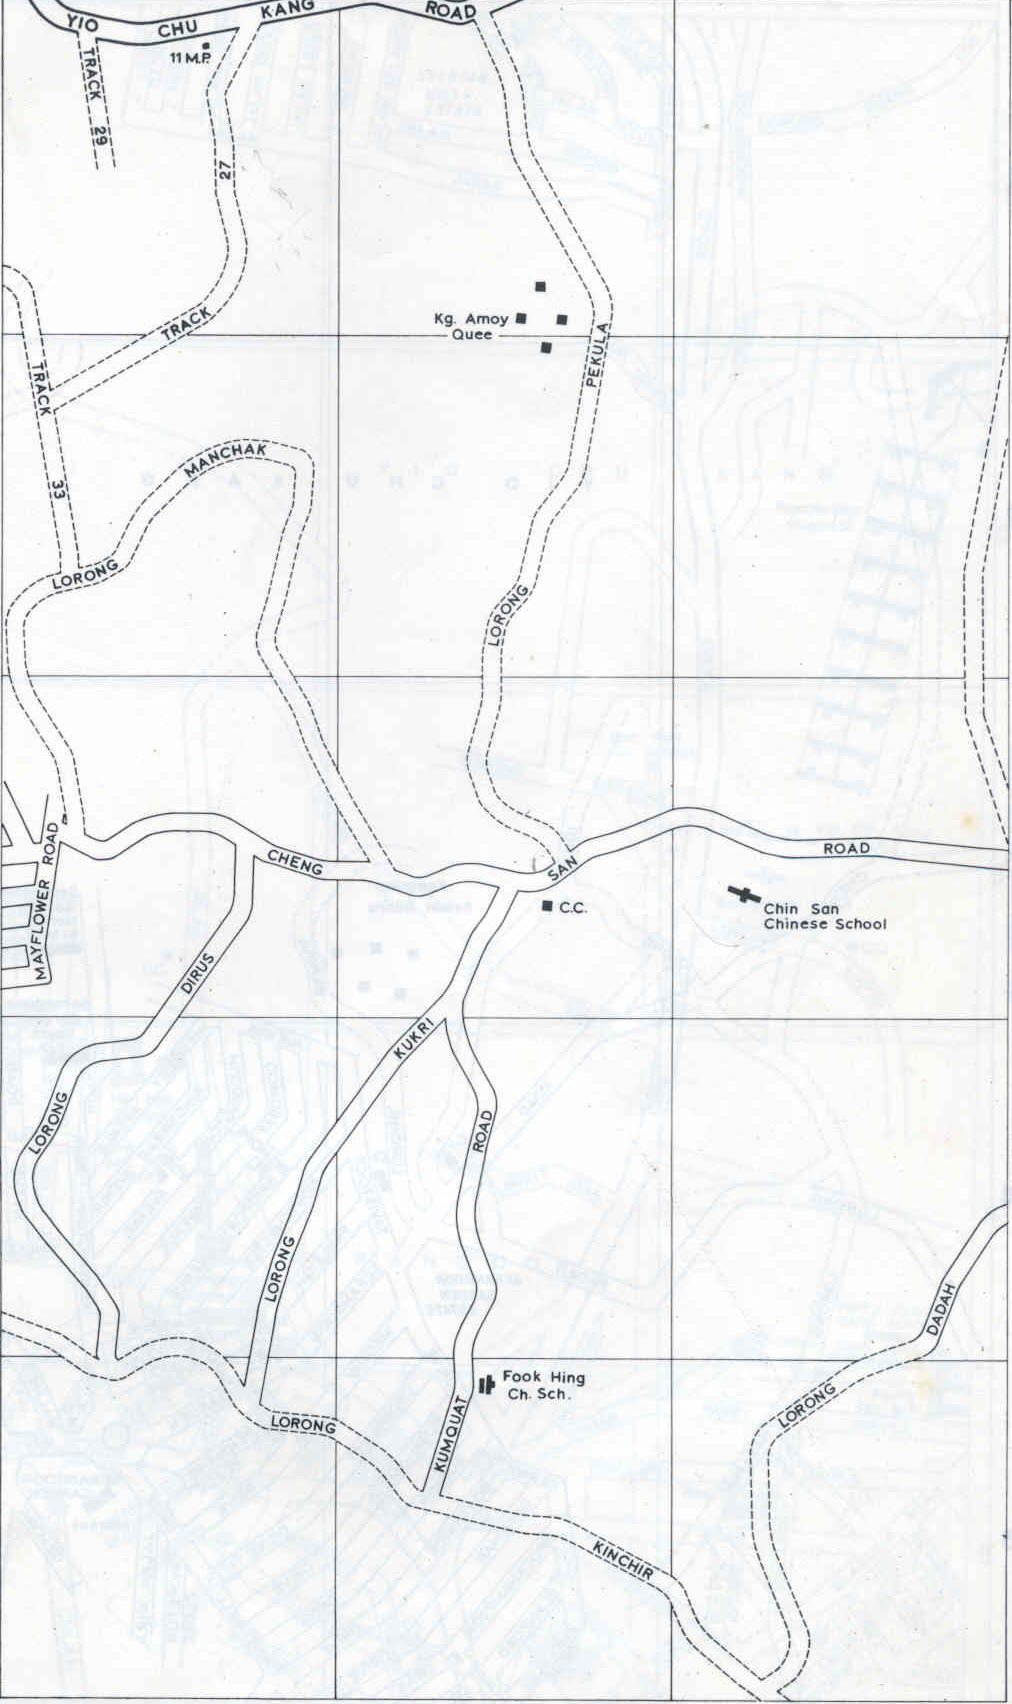 YIO CHU KANG ROAD
11 M.P.
TRACK 29
TRACK 27
Kg. Amoy
Quee
LORONG PEKULA
TRACK 33
LORONG MANCHAK
MAYFLOWER ROAD
CHENG SAN ROAD
C.C.
Chin San
Chinese School
LORONG DIRUS
LORONG KUKRI
KUMQUAT ROAD
Fook Hing
Ch. Sch.
LORONG KINCHIR
LORONG DADAH